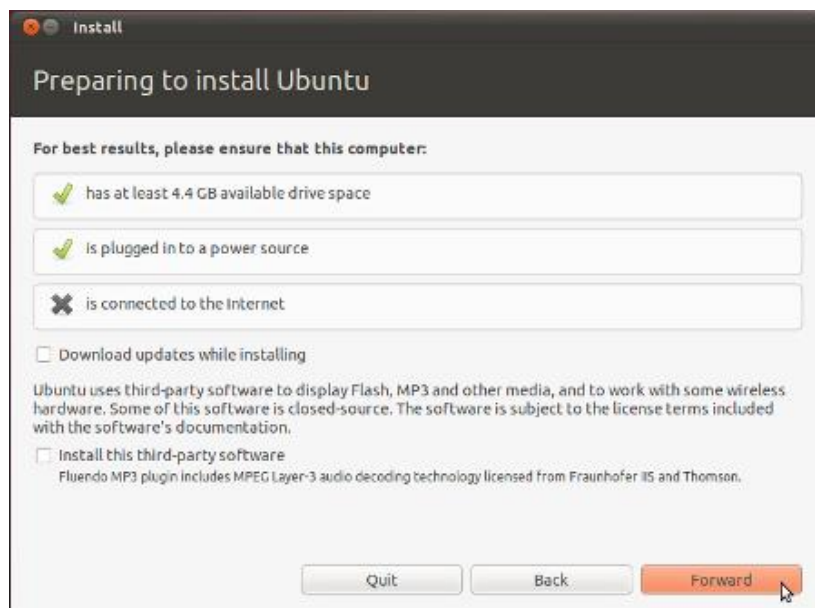 Install
Preparing to install Ubuntu
For best results, please ensure that this computer:
has at least 4.4 GB available drive space
is plugged in to a power source
is connected to the Internet
Download updates while installing
Ubuntu uses third-party software to display Flash, MP3 and other media, and to work with some wireless
hardware. Some of this software is closed-source. The software is subject to the license terms included
with the software's documentation.
Install this third-party software
Fluendo MP3 plugin includes MPEG Layer-3 audio decoding technology licensed from Fraunhofer IIS and Thomson.
Quit Back Forward